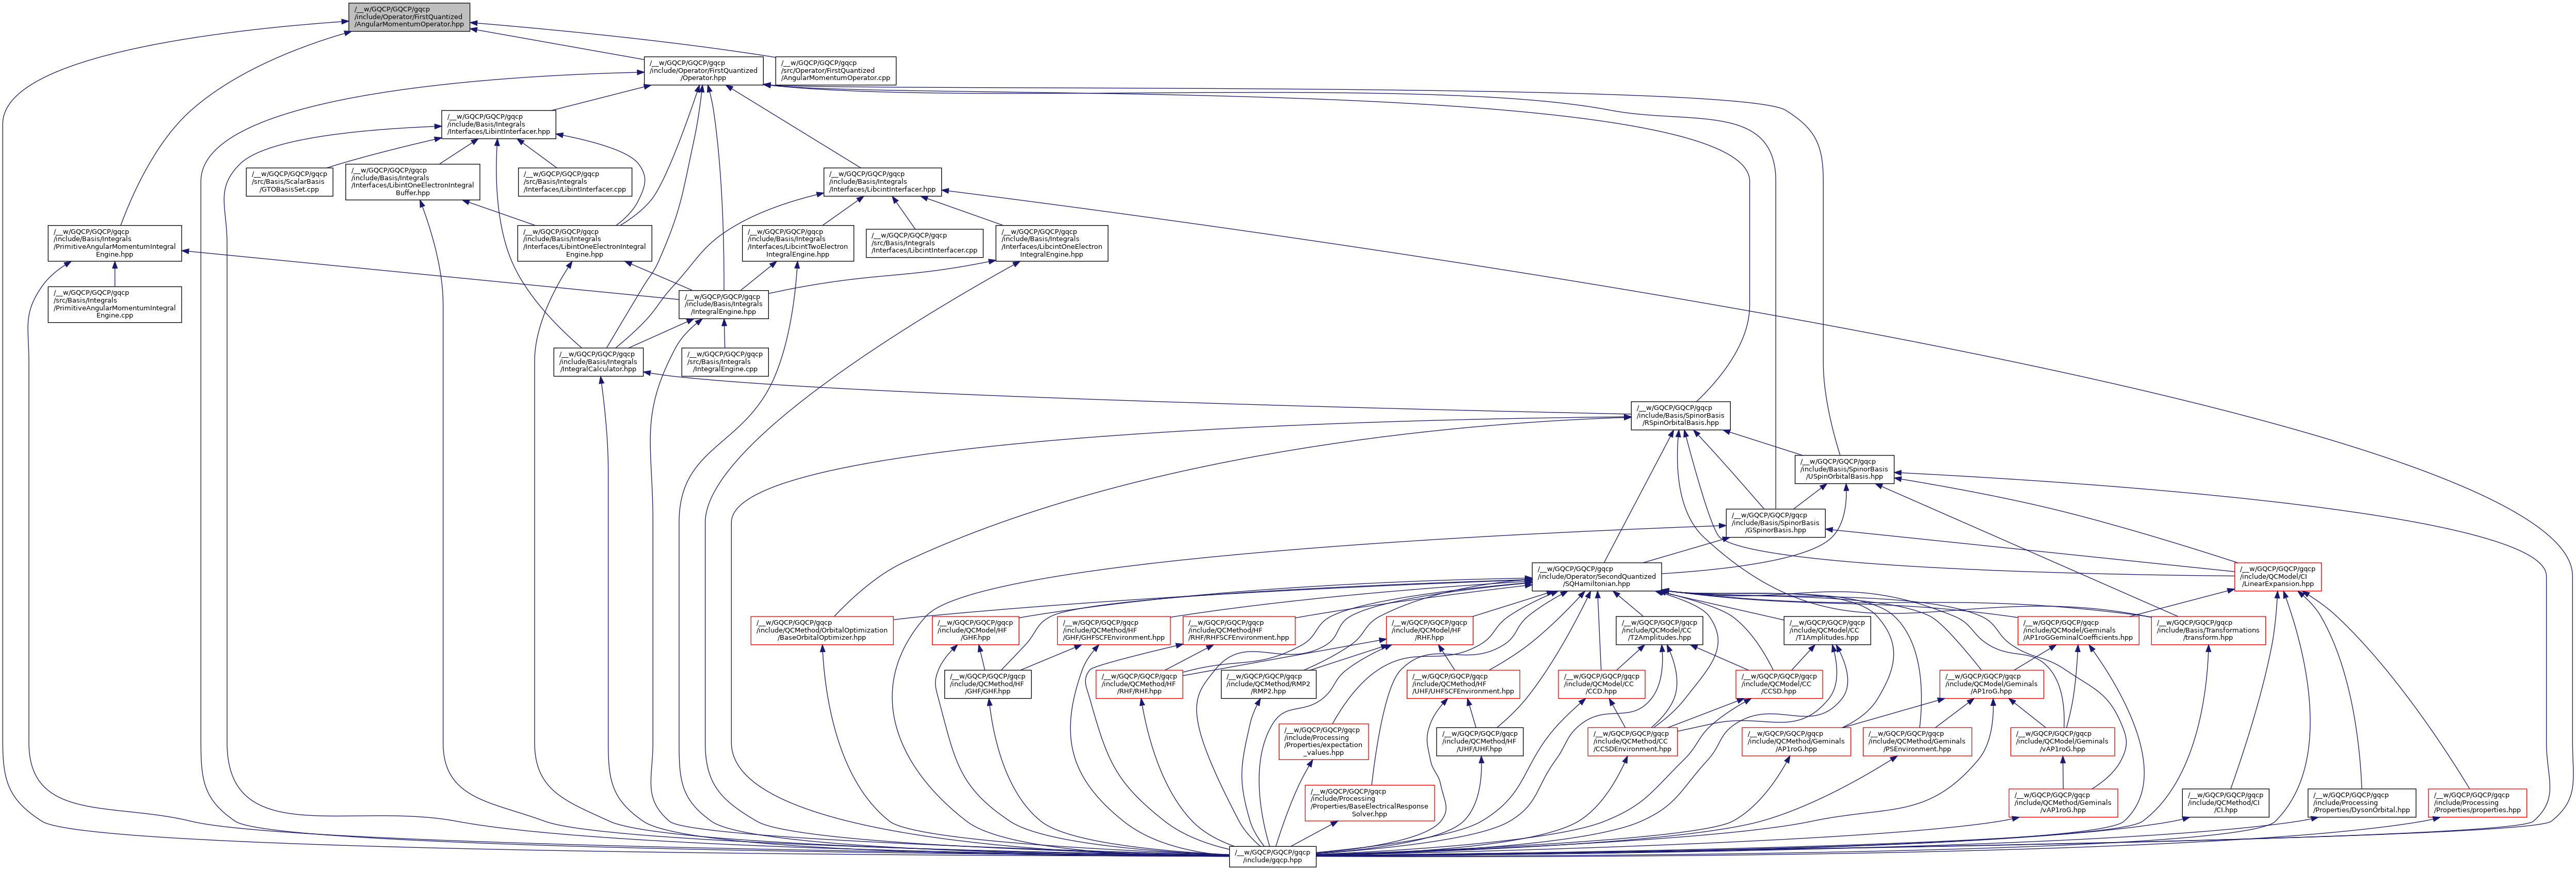 /__w/GQCP/GQCP/gqcp
/include/Operator/FirstQuantized
/AngularMomentumOperator.hpp
/__w/GQCP/GQCP/gqcp
/include/Operator/FirstQuantized
/Operator.hpp
/__w/GQCP/GQCP/gqcp
/src/Operator/FirstQuantized
/AngularMomentumOperator.cpp
/__w/GQCP/GQCP/gqcp
/include/Basis/Integrals
/Interfaces/LibintInterfacer.hpp
/__w/GQCP/GQCP/gqcp
/src/Basis/ScalarBasis
/GTOBasisSet.cpp
/__w/GQCP/GQCP/gqcp
/include/Basis/Integrals
/Interfaces/LibintOneElectronIntegral
Buffer.hpp
/__w/GQCP/GQCP/gqcp
/src/Basis/Integrals
/Interfaces/LibintInterfacer.cpp
/__w/GQCP/GQCP/gqcp
/include/Basis/Integrals
/Interfaces/LibcintInterfacer.hpp
/__w/GQCP/GQCP/gqcp
/include/Basis/Integrals
/PrimitiveAngularMomentumIntegral
Engine.hpp
/__w/GQCP/GQCP/gqcp
/include/Basis/Integrals
/Interfaces/LibintOneElectronIntegral
Engine.hpp
/__w/GQCP/GQCP/gqcp
/include/Basis/Integrals
/Interfaces/LibcintTwoElectron
IntegralEngine.hpp
/__w/GQCP/GQCP/gqcp
/src/Basis/Integrals
/Interfaces/LibcintInterfacer.cpp
/__w/GQCP/GQCP/gqcp
/include/Basis/Integrals
/Interfaces/LibcintOneElectron
IntegralEngine.hpp
/__w/GQCP/GQCP/gqcp
/src/Basis/Integrals
/PrimitiveAngularMomentumIntegral
Engine.cpp
/__w/GQCP/GQCP/gqcp
/include/Basis/Integrals
/IntegralEngine.hpp
/__w/GQCP/GQCP/gqcp
/include/Basis/Integrals
/IntegralCalculator.hpp
/__w/GQCP/GQCP/gqcp
/src/Basis/Integrals
/IntegralEngine.cpp
/__w/GQCP/GQCP/gqcp
/include/Basis/SpinorBasis
/RSpinOrbitalBasis.hpp
/__w/GQCP/GQCP/gqcp
/include/Basis/SpinorBasis
/USpinOrbitalBasis.hpp
/__w/GQCP/GQCP/gqcp
/include/Basis/SpinorBasis
/GSpinorBasis.hpp
/__w/GQCP/GQCP/gqcp
/include/Operator/SecondQuantized
/SQHamiltonian.hpp
/__w/GQCP/GQCP/gqcp
/include/QCModel/CI
/LinearExpansion.hpp
/__w/GQCP/GQCP/gqcp
/include/QCMethod/OrbitalOptimization
/BaseOrbitalOptimizer.hpp
/__w/GQCP/GQCP/gqcp
/include/QCModel/HF
/GHF.hpp
/__w/GQCP/GQCP/gqcp
/include/QCMethod/HF
/GHF/GHFSCFEnvironment.hpp
/__w/GQCP/GQCP/gqcp
/include/QCMethod/HF
/RHF/RHFSCFEnvironment.hpp
/__w/GQCP/GQCP/gqcp
/include/QCModel/HF
/RHF.hpp
/__w/GQCP/GQCP/gqcp
/include/QCModel/CC
/T2Amplitudes.hpp
/__w/GQCP/GQCP/gqcp
/include/QCModel/CC
/T1Amplitudes.hpp
/__w/GQCP/GQCP/gqcp
/include/QCModel/Geminals
/AP1roGGeminalCoefficients.hpp
/__w/GQCP/GQCP/gqcp
/include/Basis/Transformations
/transform.hpp
/__w/GQCP/GQCP/gqcp
/include/QCMethod/HF
/GHF/GHF.hpp
/__w/GQCP/GQCP/gqcp
/include/QCMethod/HF
/RHF/RHF.hpp
/__w/GQCP/GQCP/gqcp
/include/QCMethod/RMP2
/RMP2.hpp
/__w/GQCP/GQCP/gqcp
/include/QCMethod/HF
/UHF/UHFSCFEnvironment.hpp
/__w/GQCP/GQCP/gqcp
/include/QCModel/CC
/CCD.hpp
/__w/GQCP/GQCP/gqcp
/include/QCModel/CC
/CCSD.hpp
/__w/GQCP/GQCP/gqcp
/include/QCModel/Geminals
/AP1roG.hpp
/__w/GQCP/GQCP/gqcp
/include/Processing
/Properties/expectation
_values.hpp
/__w/GQCP/GQCP/gqcp
/include/QCMethod/HF
/UHF/UHF.hpp
/__w/GQCP/GQCP/gqcp
/include/QCMethod/CC
/CCSDEnvironment.hpp
/__w/GQCP/GQCP/gqcp
/include/QCMethod/Geminals
/AP1roG.hpp
/__w/GQCP/GQCP/gqcp
/include/QCMethod/Geminals
/PSEnvironment.hpp
/__w/GQCP/GQCP/gqcp
/include/QCModel/Geminals
/vAP1roG.hpp
/__w/GQCP/GQCP/gqcp
/include/Processing
/Properties/BaseElectricalResponse
Solver.hpp
/__w/GQCP/GQCP/gqcp
/include/QCMethod/Geminals
/vAP1roG.hpp
/__w/GQCP/GQCP/gqcp
/include/QCMethod/CI
/CI.hpp
/__w/GQCP/GQCP/gqcp
/include/Processing
/Properties/DysonOrbital.hpp
/__w/GQCP/GQCP/gqcp
/include/Processing
/Properties/properties.hpp
/__w/GQCP/GQCP/gqcp
/include/gqcp.hpp